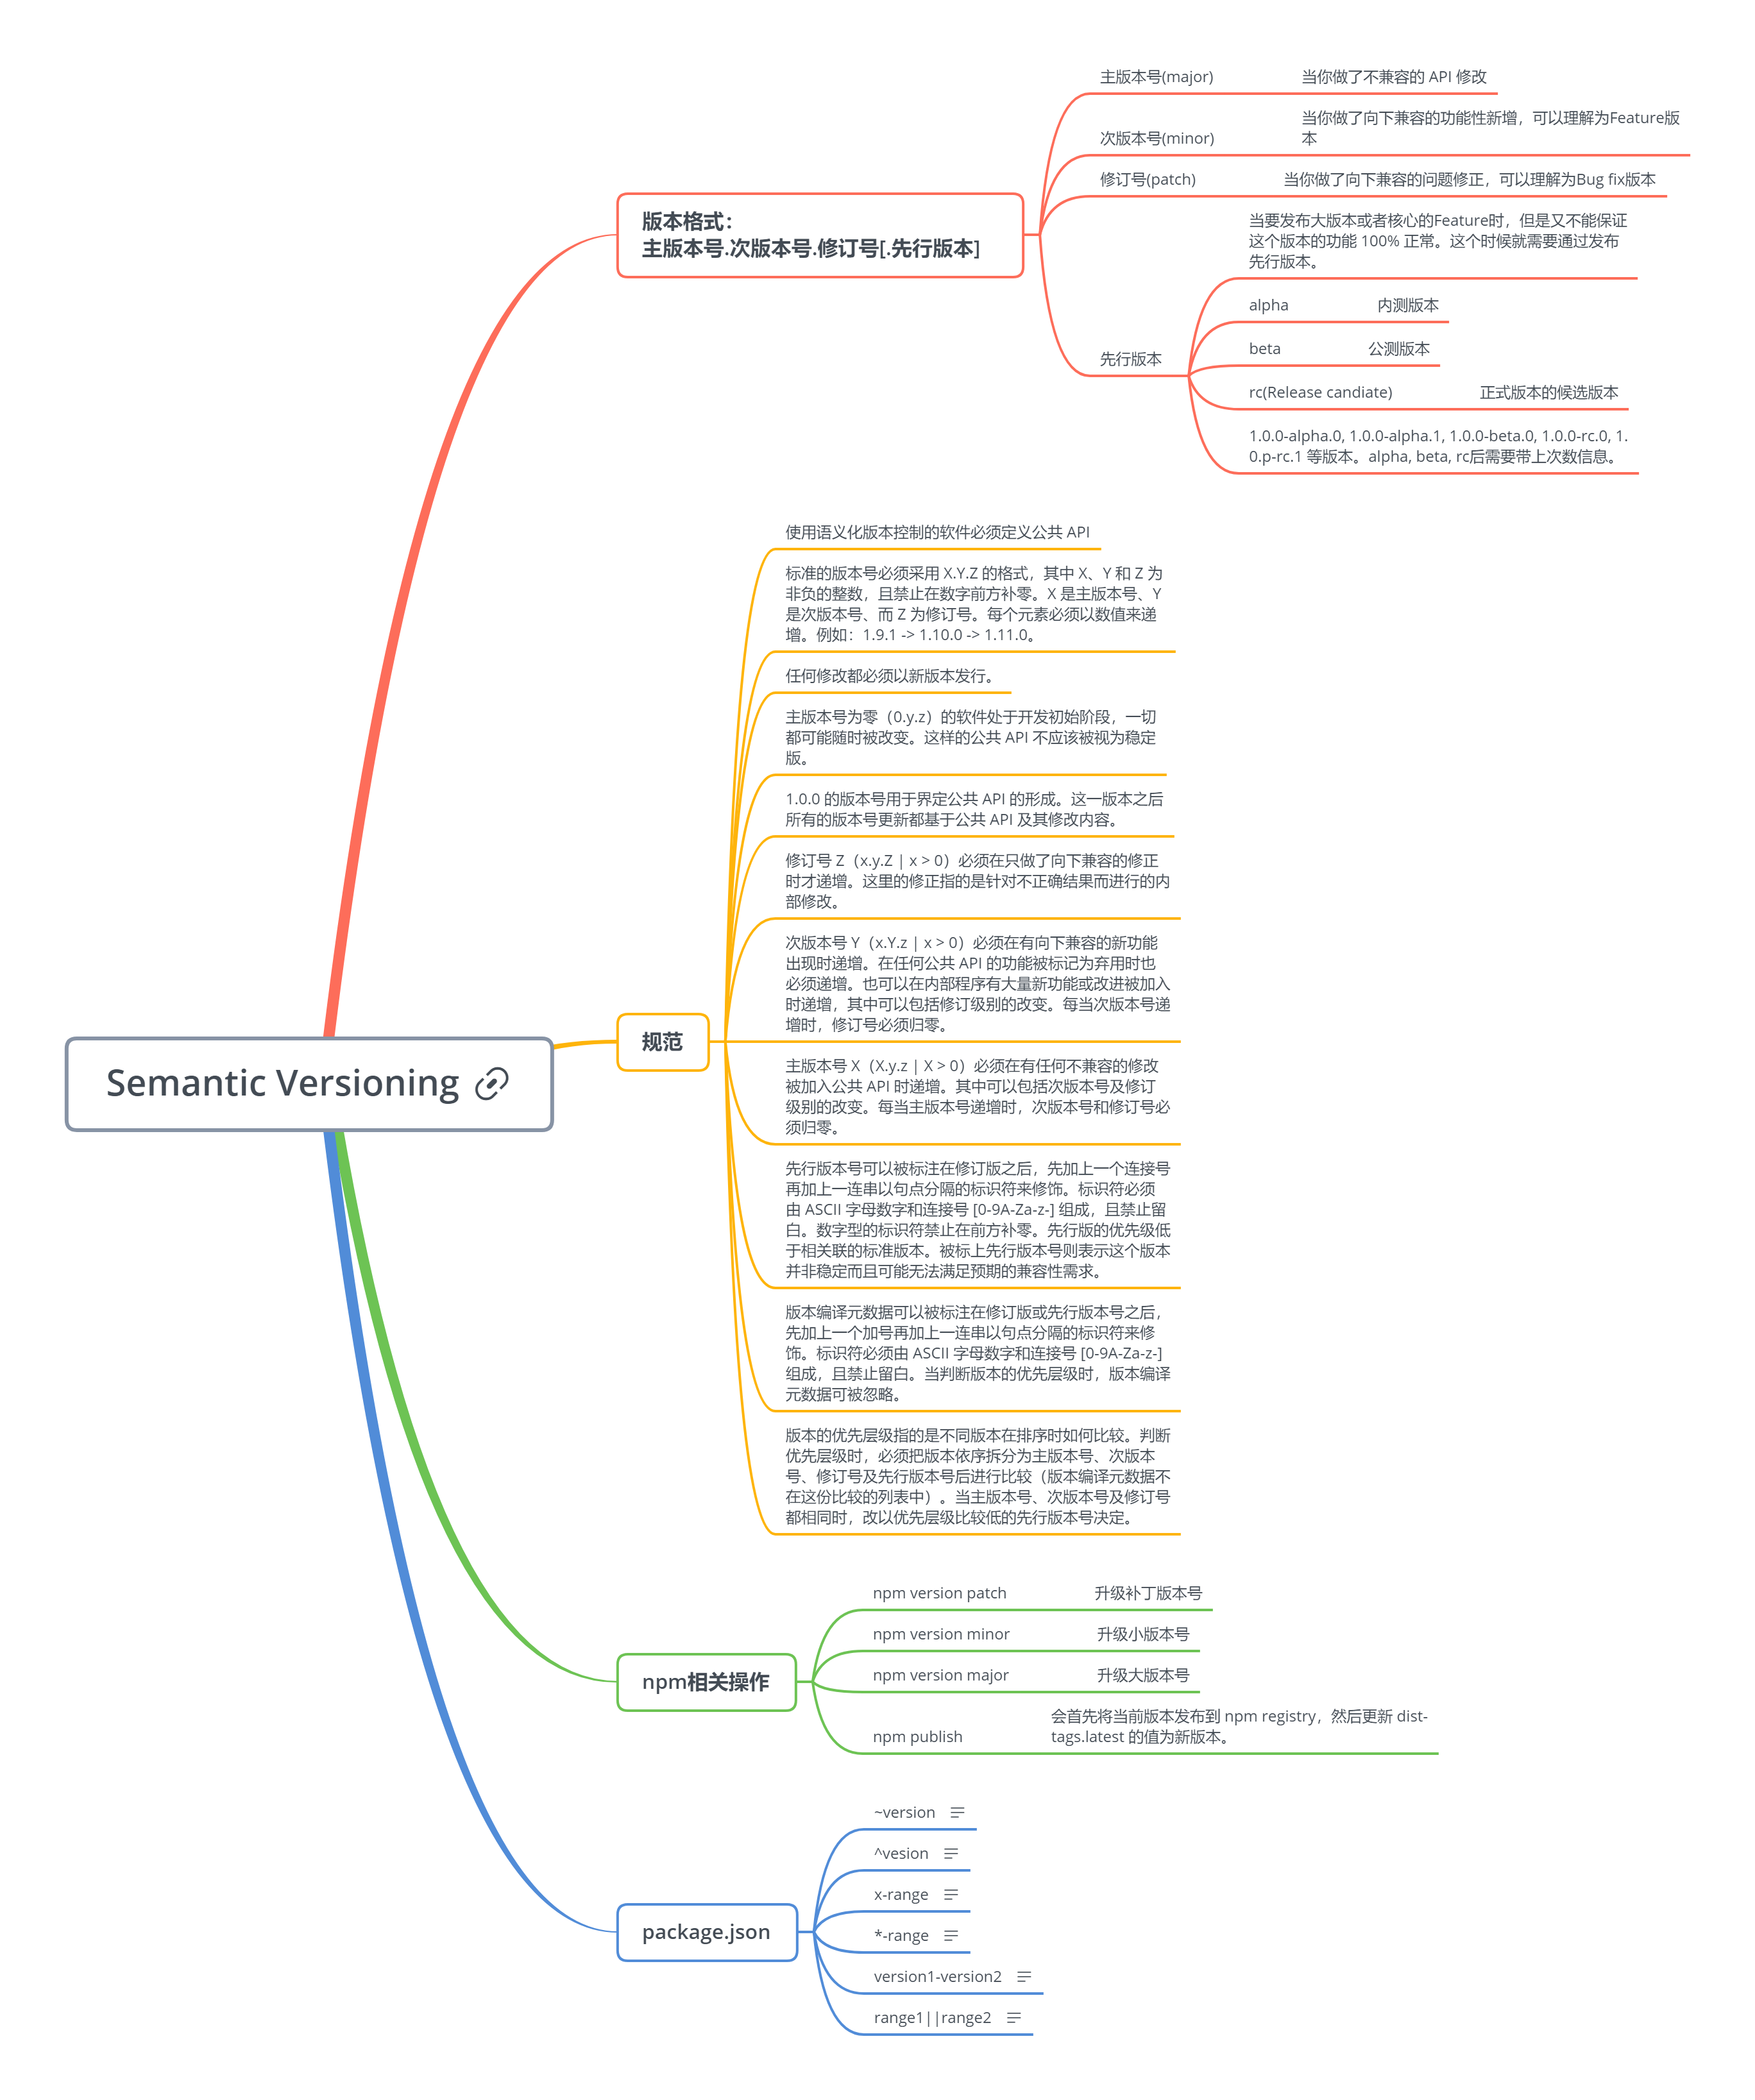 Semantic Versioning
版本格式：
主版本号.次版本号.修订号[.先行版本]
主版本号(major)
当你做了不兼容的 API 修改
次版本号(minor)
当你做了向下兼容的功能性新增，可以理解为Feature版
本
修订号(patch)
当你做了向下兼容的问题修正，可以理解为Bug fix版本
先行版本
当要发布大版本或者核心的Feature时，但是又不能保证
这个版本的功能 100% 正常。这个时候就需要通过发布
先行版本。
alpha
内测版本
beta
公测版本
rc(Release candiate)
正式版本的候选版本
1.0.0-alpha.0, 1.0.0-alpha.1, 1.0.0-beta.0, 1.0.0-rc.0, 1.
0.p-rc.1 等版本。alpha, beta, rc后需要带上次数信息。
规范
使用语义化版本控制的软件必须定义公共 API
标准的版本号必须采用 X.Y.Z 的格式，其中 X、Y 和 Z 为
非负的整数，且禁止在数字前方补零。X 是主版本号、Y
是次版本号、而 Z 为修订号。每个元素必须以数值来递
增。例如：1.9.1 -> 1.10.0 -> 1.11.0。
任何修改都必须以新版本发行。
主版本号为零（0.y.z）的软件处于开发初始阶段，一切
都可能随时被改变。这样的公共 API 不应该被视为稳定
版。
1.0.0 的版本号用于界定公共 API 的形成。这一版本之后
所有的版本号更新都基于公共 API 及其修改内容。
修订号 Z（x.y.Z | x > 0）必须在只做了向下兼容的修正
时才递增。这里的修正指的是针对不正确结果而进行的内
部修改。
次版本号 Y（x.Y.z | x > 0）必须在有向下兼容的新功能
出现时递增。在任何公共 API 的功能被标记为弃用时也
必须递增。也可以在内部程序有大量新功能或改进被加入
时递增，其中可以包括修订级别的改变。每当次版本号递
增时，修订号必须归零。
主版本号 X（X.y.z | X > 0）必须在有任何不兼容的修改
被加入公共 API 时递增。其中可以包括次版本号及修订
级别的改变。每当主版本号递增时，次版本号和修订号必
须归零。
先行版本号可以被标注在修订版之后，先加上一个连接号
再加上一连串以句点分隔的标识符来修饰。标识符必须
由 ASCII 字母数字和连接号 [0-9A-Za-z-] 组成，且禁止留
白。数字型的标识符禁止在前方补零。先行版的优先级低
于相关联的标准版本。被标上先行版本号则表示这个版本
并非稳定而且可能无法满足预期的兼容性需求。
版本编译元数据可以被标注在修订版或先行版本号之后，
先加上一个加号再加上一连串以句点分隔的标识符来修
饰。标识符必须由 ASCII 字母数字和连接号 [0-9A-Za-z-]
组成，且禁止留白。当判断版本的优先层级时，版本编译
元数据可被忽略。
版本的优先层级指的是不同版本在排序时如何比较。判断
优先层级时，必须把版本依序拆分为主版本号、次版本
号、修订号及先行版本号后进行比较（版本编译元数据不
在这份比较的列表中）。当主版本号、次版本号及修订号
都相同时，改以优先层级比较低的先行版本号决定。
npm相关操作
npm version patch
升级补丁版本号
npm version minor
升级小版本号
npm version major
升级大版本号
npm publish
会首先将当前版本发布到 npm registry，然后更新 dist-
tags.latest 的值为新版本。
package.json
~version
^vesion
x-range
*-range
version1-version2
range1||range2